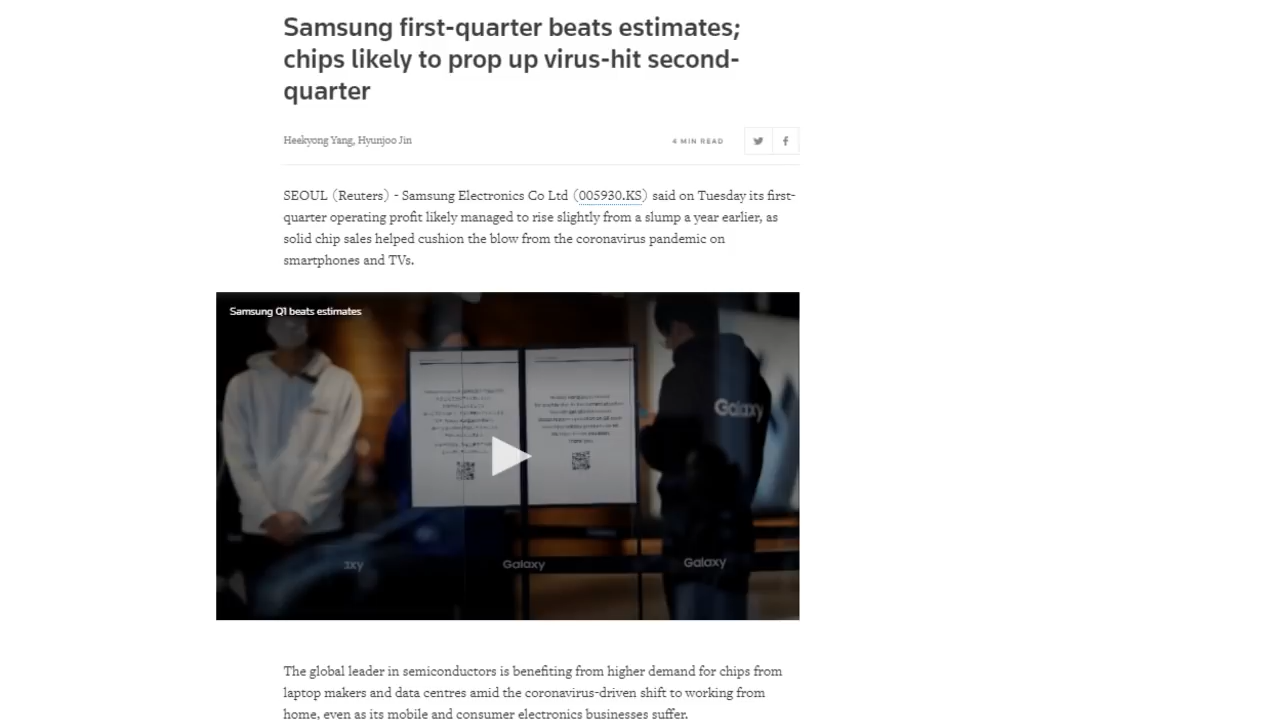 Samsung first-quarter beats estimates;
chips likely to prop up virus-hit second-
quarter
Heekyong Yang, Hyunjoo Jin
4 MIN READ
SEOUL (Reuters) - Samsung Electronics Co Ltd (005930.KS) said on Tuesday its first-
quarter operating profit likely managed to rise slightly from a slump a year earlier, as
solid chip sales helped cushion the blow from the coronavirus pandemic on
smartphones and TVs.
Samsung Q1 beats estimates
Galaxy
Galaxy
Galaxy
The global leader in semiconductors is benefiting from higher demand for chips from
laptop makers and data centres amid the coronavirus-driven shift to working from
home, even as its mobile and consumer electronics businesses suffer.